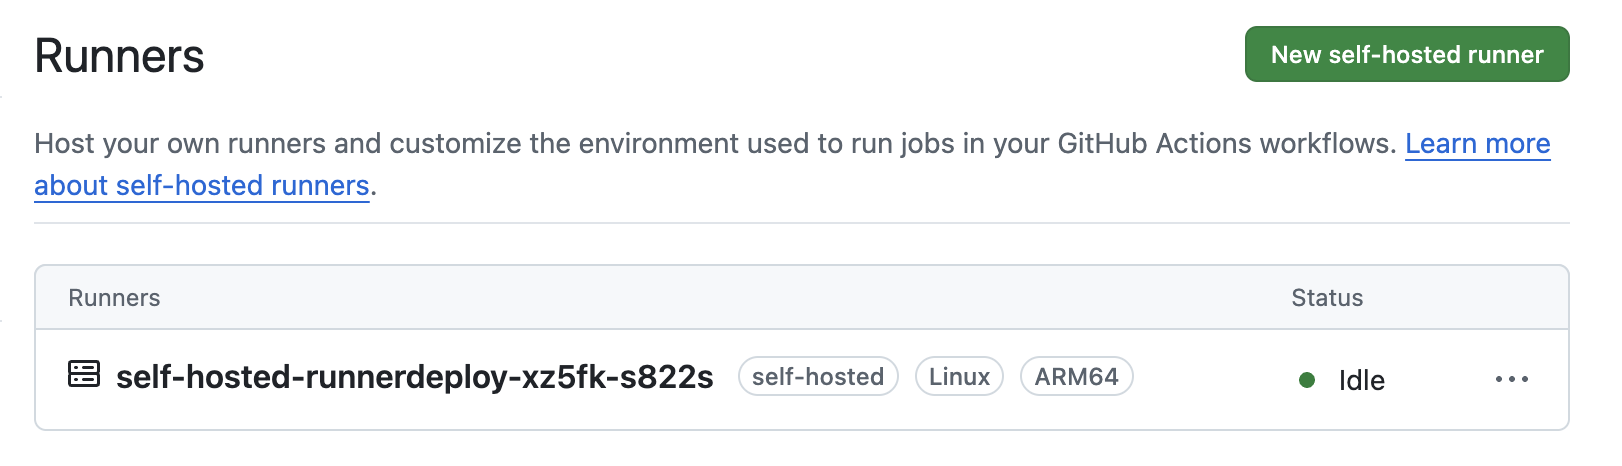 Runners
New self-hosted runner
Host your own runners and customize the environment used to run jobs in your GitHub Actions workflows. Learn more
about self-hosted runners.
Runners Status
self-hosted-runnerdeploy-xz5fk-s822s self-hosted Linux ARM64 Idle